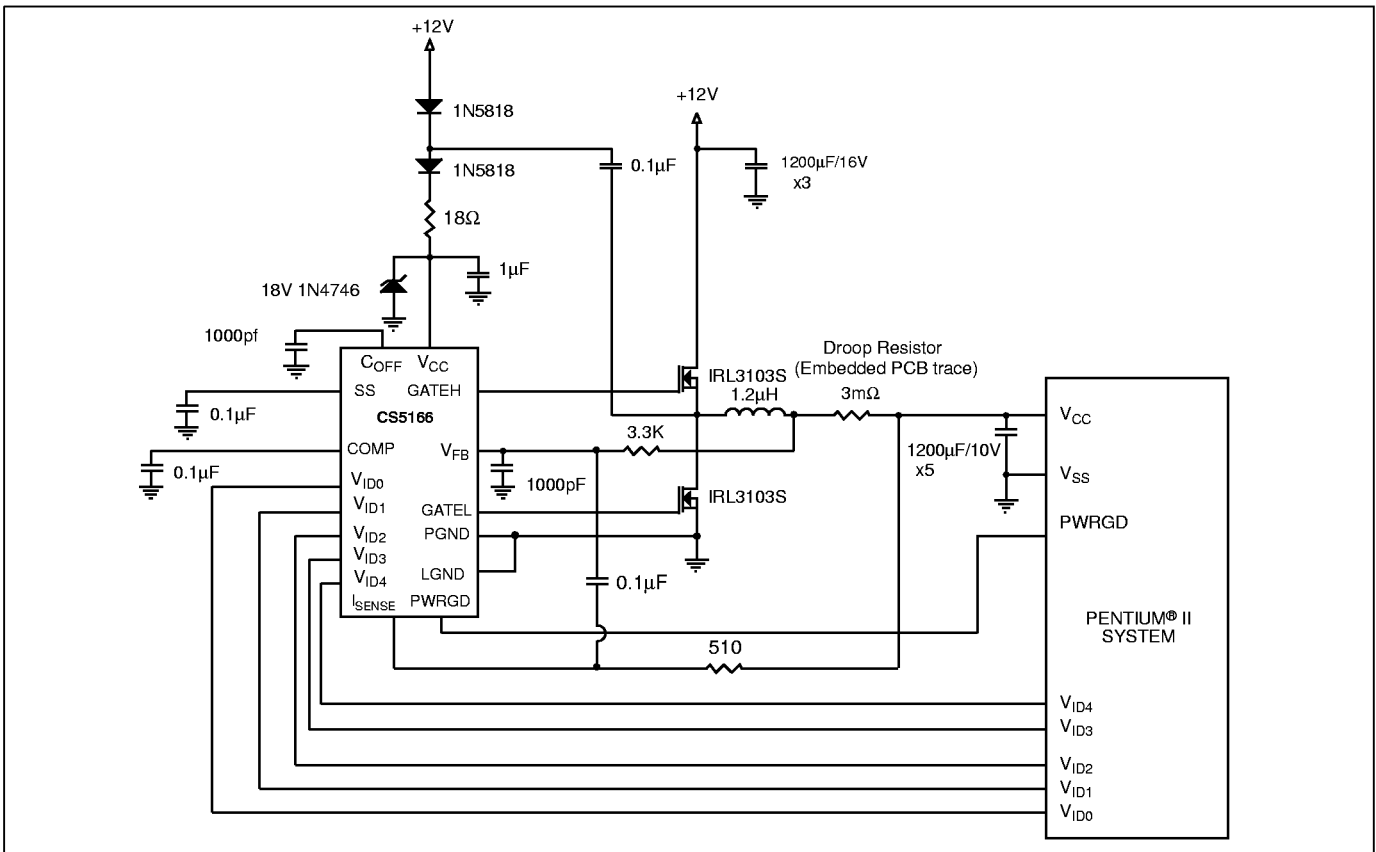 +12V
1N5818
+12V
1N5818
0.1µF
1200µF/16V
x3
18Ω
1µF
18V 1N4746
1000pf
COFF VCC
SS GATEH
CS5166
0.1µF
COMP VFB
0.1µF
VID0
VID1
GATEL
VID2 PGND
VID3
LGND
VID4
ISENSE PWRGD
IRL3103S
Droop Resistor
(Embedded PCB trace)
1.2µH
3mΩ
3.3K
1000pF
IRL3103S
0.1µF
510
1200µF/10V
x5
VCC
VSS
PWRGD
PENTIUM® II
SYSTEM
VID4
VID3
VID2
VID1
VID0